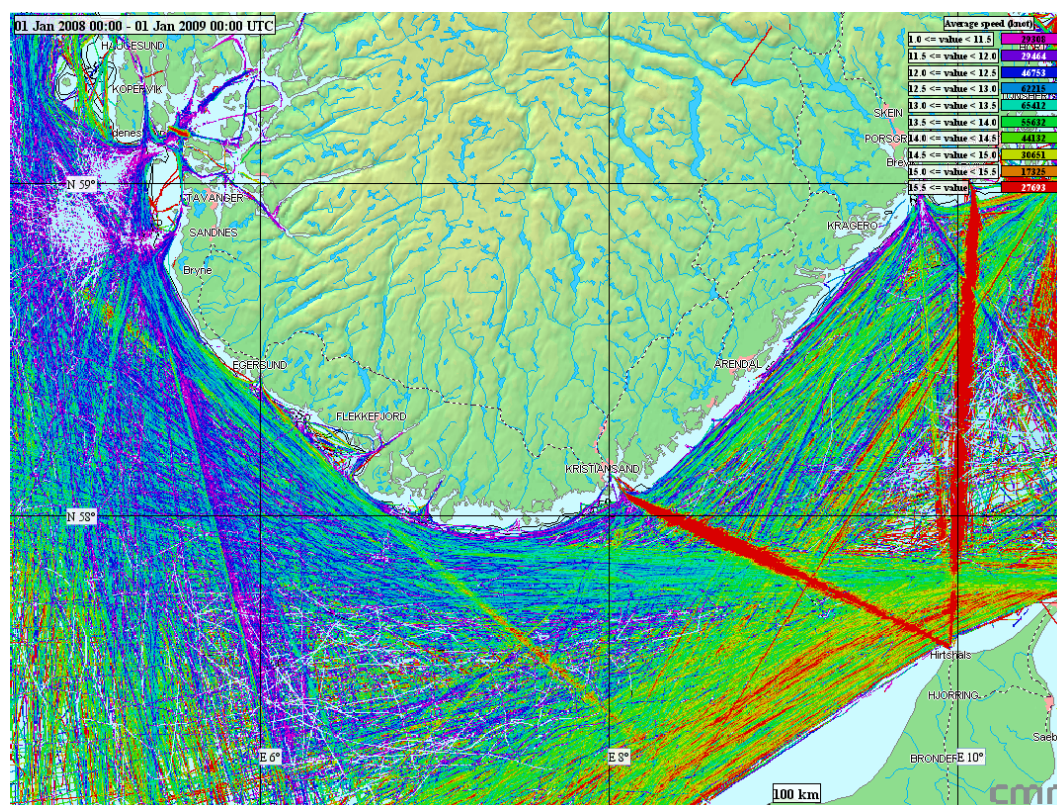 01 Jan 2008 00:00 - 01 Jan 2009 00:00 UTC
Average speed (knot)
1.0 <= value < 11.5 29308
11.5 <= value < 12.0 29464
12.0 <= value < 12.5 46753
12.5 <= value < 13.0 62215
13.0 <= value < 13.5 65412
13.5 <= value < 14.0 55632
14.0 <= value < 14.5 44132
14.5 <= value < 15.0 30651
15.0 <= value < 15.5 17325
15.5 <= value 27693
HAUGESUND
KOPERVIK
SKEIN
PORSGR
Brev
N 59°
TAVANGER
KRAGERO
SANDNES
Bryne
EGERSUND
ARENDAL
FLEKKEFJORD
KRISTIANSAND
N 58°
Hirtshals
HJORRING
Saeb
E 6°
E 8°
BRONDER
E 10°
100 km
cmr